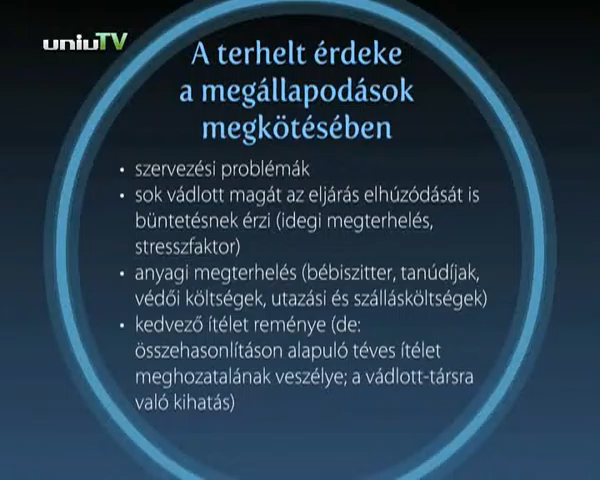 uniuTV
A terhelt érdeke
a megállapodások
megkötésében
• szervezési problémák
• sok vádlott magát az eljárás elhúzódását is
büntetésnek érzi (idegi megterhelés,
stresszfaktor)
• anyagi megterhelés (bébiszitter, tanúdíjak,
védői költségek, utazási és szállásköltségek)
• kedvező ítélet reménye (de:
összehasonlításon alapuló téves ítélet
meghozatalának veszélye; a vádlott-társra
való kihatás)